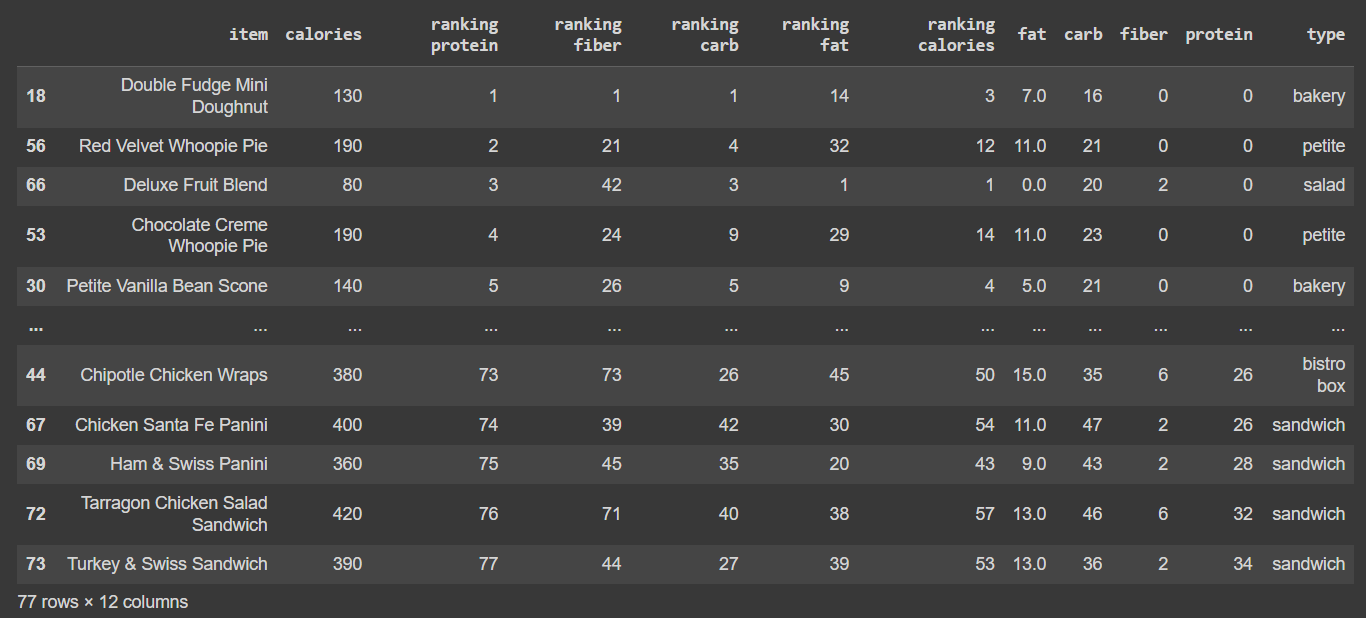 item calories ranking protein ranking fiber ranking carb ranking fat ranking calories fat carb fiber protein type
18 Double Fudge Mini Doughnut 130 1 1 1 14 3 7.0 16 0 0 bakery
56 Red Velvet Whoopie Pie 190 2 21 4 32 12 11.0 21 0 0 petite
66 Deluxe Fruit Blend 80 3 42 3 1 1 0.0 20 2 0 salad
53 Chocolate Creme Whoopie Pie 190 4 24 9 29 14 11.0 23 0 0 petite
30 Petite Vanilla Bean Scone 140 5 26 5 9 4 5.0 21 0 0 bakery
... ... ... ... ... ... ... ... ... ... ... ... ...
44 Chipotle Chicken Wraps 380 73 73 26 45 50 15.0 35 6 26 bistro box
67 Chicken Santa Fe Panini 400 74 39 42 30 54 11.0 47 2 26 sandwich
69 Ham & Swiss Panini 360 75 45 35 20 43 9.0 43 2 28 sandwich
72 Tarragon Chicken Salad Sandwich 420 76 71 40 38 57 13.0 46 6 32 sandwich
73 Turkey & Swiss Sandwich 390 77 44 27 39 53 13.0 36 2 34 sandwich
77 rows × 12 columns